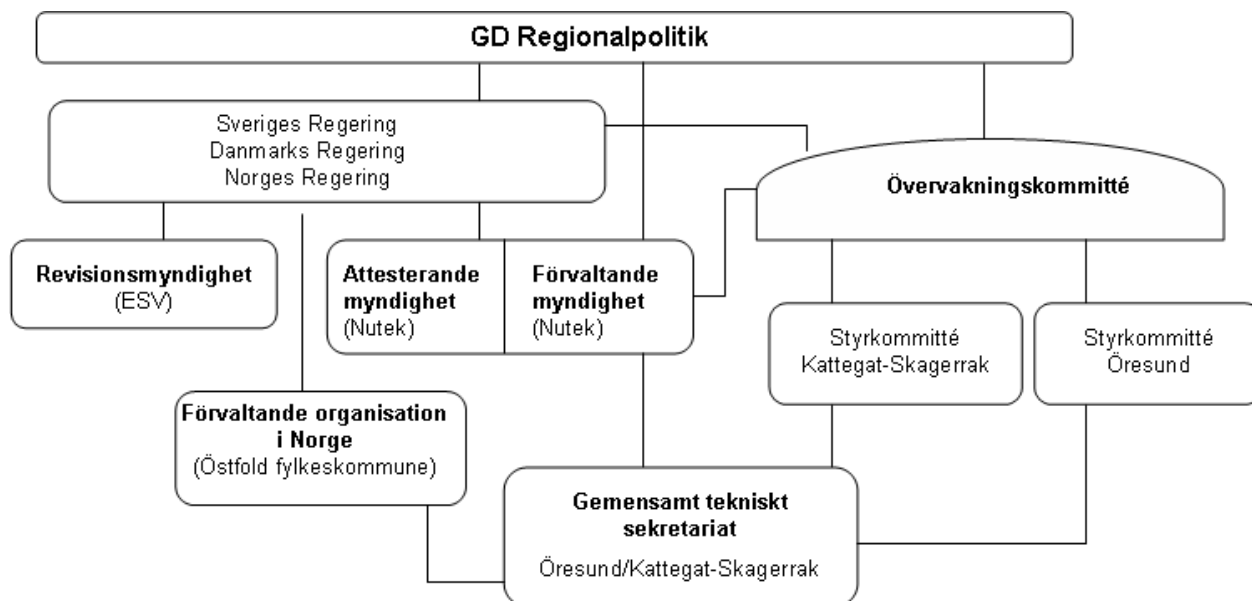 GD Regionalpolitik
Sveriges Regering
Danmarks Regering
Norges Regering
Övervakningskommitté
Revisionsmyndighet
(ESV)
Attesterande
myndighet
(Nutek)
Förvaltande
myndighet
(Nutek)
Styrkommitté
Kattegat-Skagerrak
Styrkommitté
Öresund
Förvaltande organisation
i Norge
(Östfold fylkeskommune)
Gemensamt tekniskt
sekretariat
Öresund/Kattegat-Skagerrak